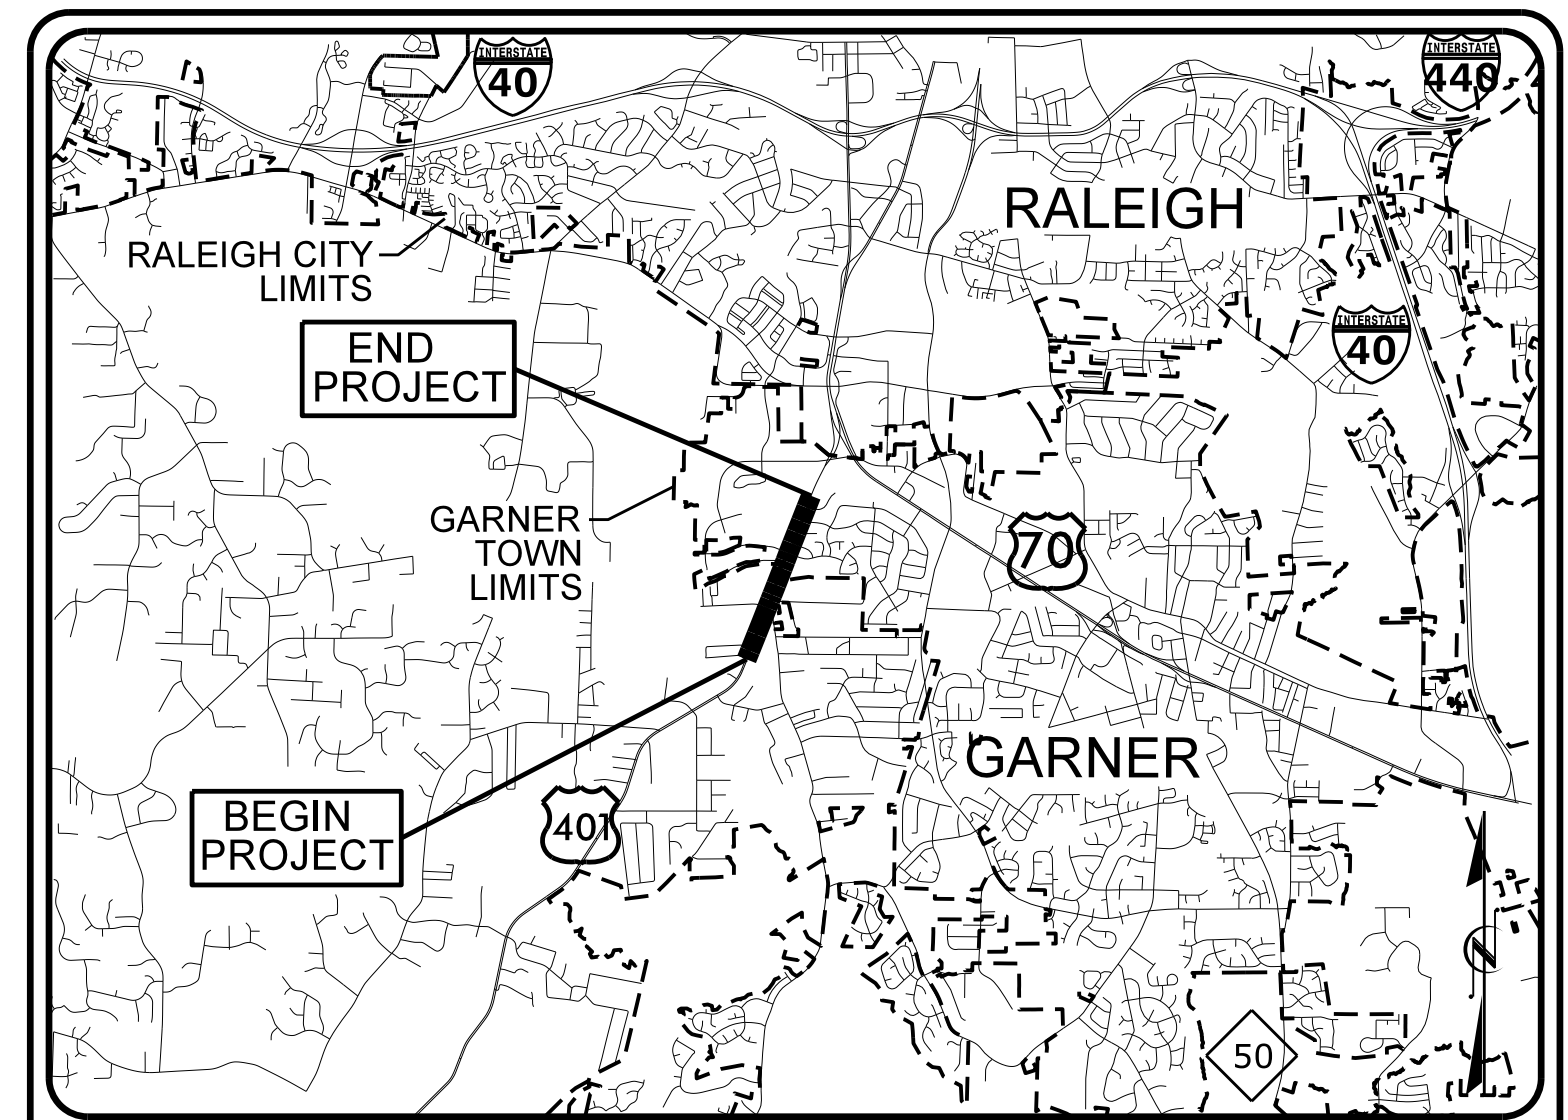 INTERSTATE
40
INTERSTATE
440
RALEIGH
RALEIGH CITY
LIMITS
INTERSTATE
40
END
PROJECT
GARNER
TOWN
LIMITS
70
GARNER
BEGIN
PROJECT
401
N
50